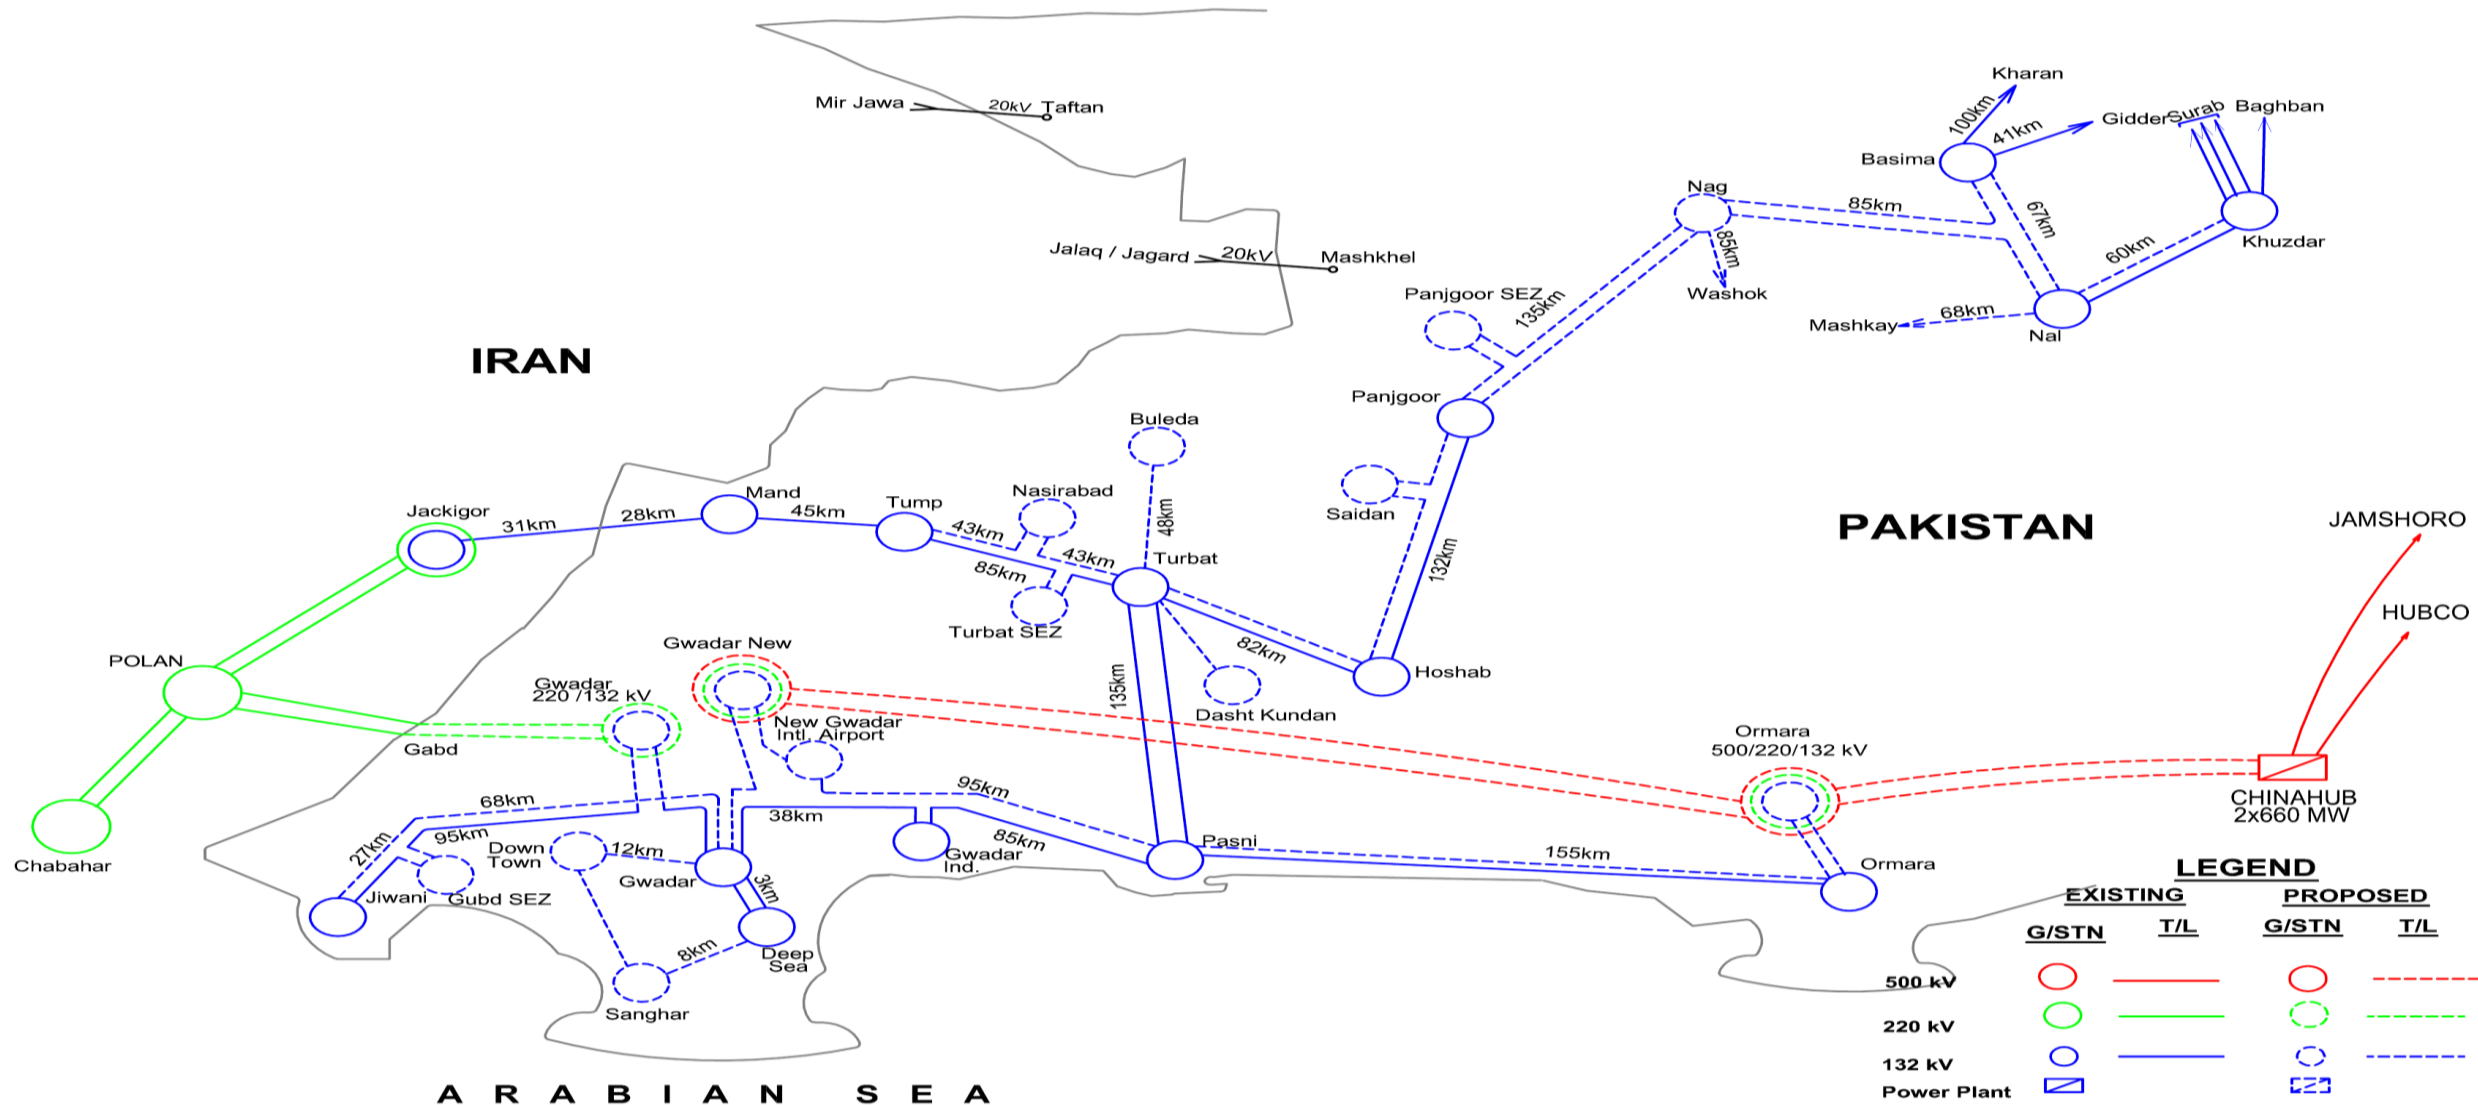 Kharan
Mir Jawa
20kV
Taftan
100km
41km
Gidder
Surab
Baghban
Basima
Nag
85km
67km
Khuzdar
Jalaq / Jagard
20kV
Mashkhel
85km
60km
Panjgoor SEZ
135km
Washok
Mashkay
68km
Nal
IRAN
Panjgoor
Buleda
Jackigor
31km
28km
Mand
45km
Tump
Nasirabad
43km
48km
Saidan
PAKISTAN
JAMSHORO
43km
Turbat
85km
132km
HUBCO
Turbat SEZ
Gwadar New
82km
Hoshab
POLAN
Gwadar
220 /132 kV
135km
Dasht Kundan
New Gwadar
Intl. Airport
Gabd
Ormara
500/220/132 kV
68km
95km
38km
CHINAHUB
2x660 MW
27km
95km
Down
Town
12km
85km
Pasni
155km
Chabahar
Gwadar
Ind.
Ormara
Gwadar
3km
Jiwani
Gubd SEZ
8km
Deep
Sea
Sanghar
LEGEND
EXISTING
PROPOSED
G/STN
T/L
G/STN
T/L
500 kV
220 kV
132 kV
Power Plant
ARABIAN SEA